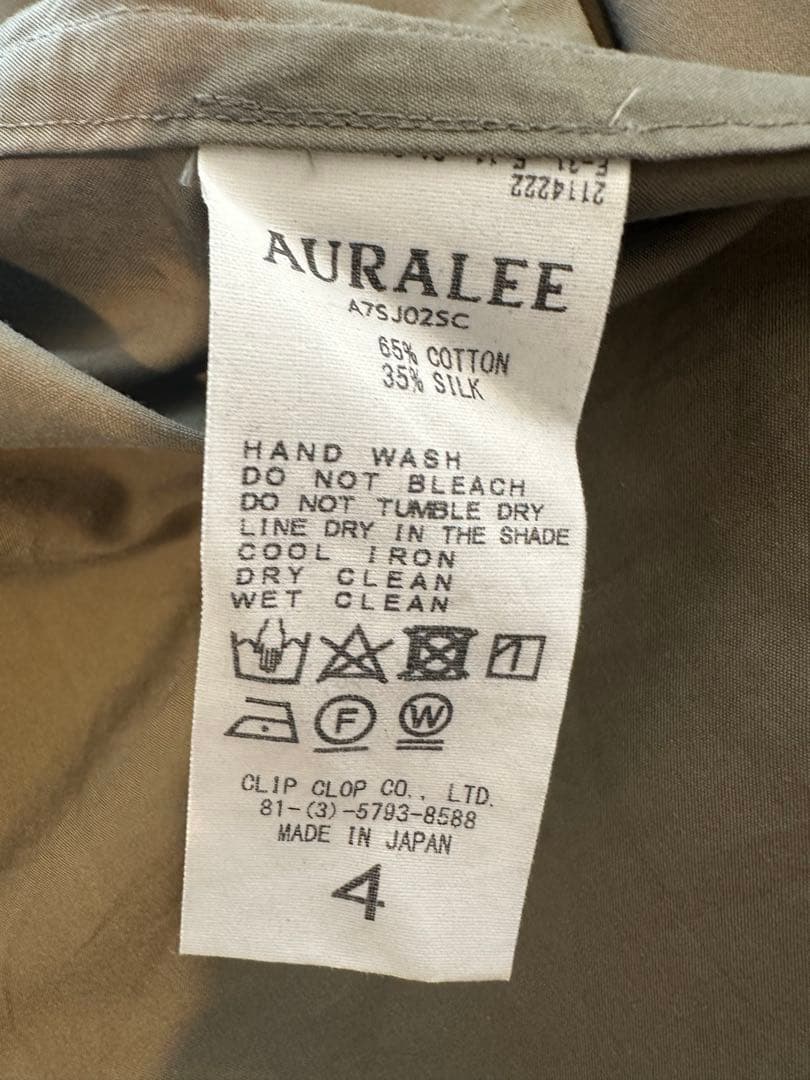 2114222
AURALEE
A7SJ02SC
65% COTTON
35% SILK
HAND WASH
DO NOT BLEACH
DO NOT TUMBLE DRY
LINE DRY IN THE SHADE
COOL IRON
DRY CLEAN
WET CLEAN
F W
CLIP CLOP CO., LTD.
81-(3)-5793-8588
MADE IN JAPAN
4